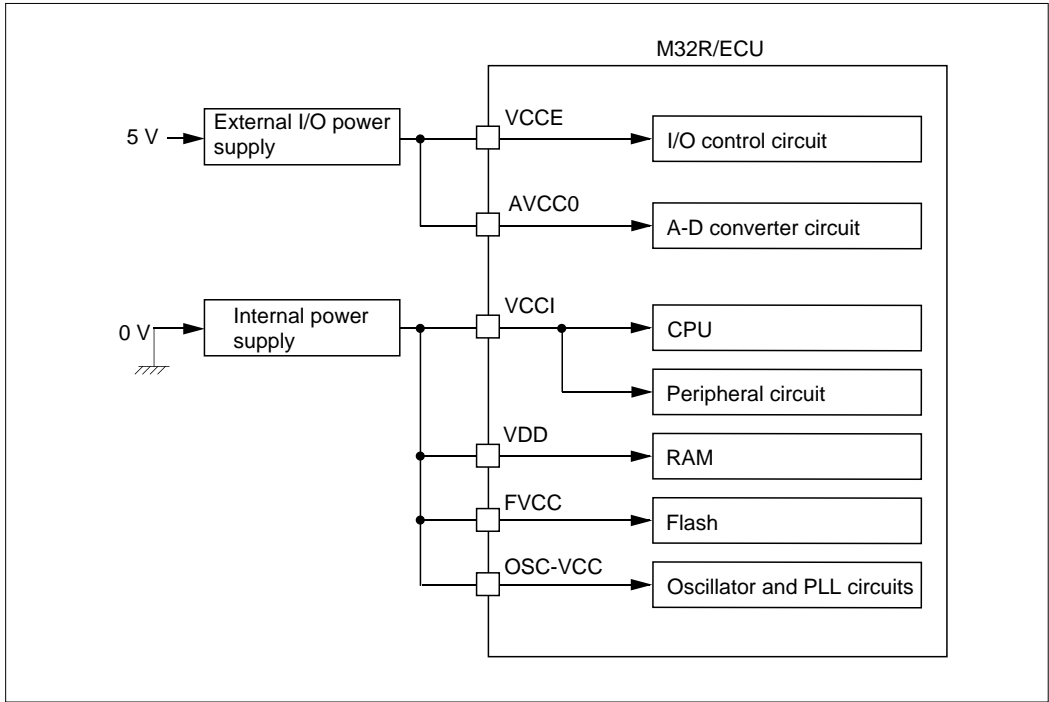 M32R/ECU
5 V
External I/O power
supply
VCCE
I/O control circuit
AVCC0
A-D converter circuit
0 V
Internal power
supply
VCCI
CPU
Peripheral circuit
VDD
RAM
FVCC
Flash
OSC-VCC
Oscillator and PLL circuits